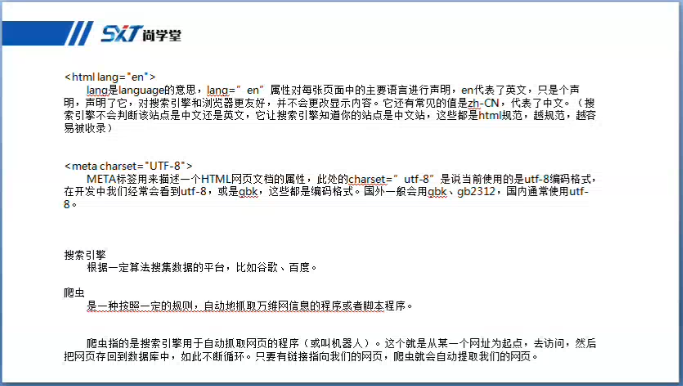 SXT 尚学堂
<html lang="en">
lang是language的意思，lang=”en”属性对每张页面中的主要语言进行声明，en代表了英文，只是个声
明，声明了它，对搜索引擎和浏览器更友好，并不会更改显示内容。它还有常见的值是zh-CN，代表了中文。（搜
索引擎不会判断该站点是中文还是英文，它让搜索引擎知道你的站点是中文站，这些都是html规范，越规范，越容
易被收录）
<meta charset="UTF-8">
META标签用来描述一个HTML网页文档的属性，此处的charset=”utf-8”是说当前使用的是utf-8编码格式，
在开发中我们经常会看到utf-8，或是gbk，这些都是编码格式。国外一般会用gbk、gb2312，国内通常使用utf-
8。
搜索引擎
根据一定算法搜集数据的平台，比如谷歌、百度。
爬虫
是一种按照一定的规则，自动地抓取万维网信息的程序或者脚本程序。
爬虫指的是搜索引擎用于自动抓取网页的程序（或叫机器人）。这个就是从某一个网址为起点，去访问，然后
把网页存回到数据库中，如此不断循环。只要有链接指向我们的网页，爬虫就会自动提取我们的网页。